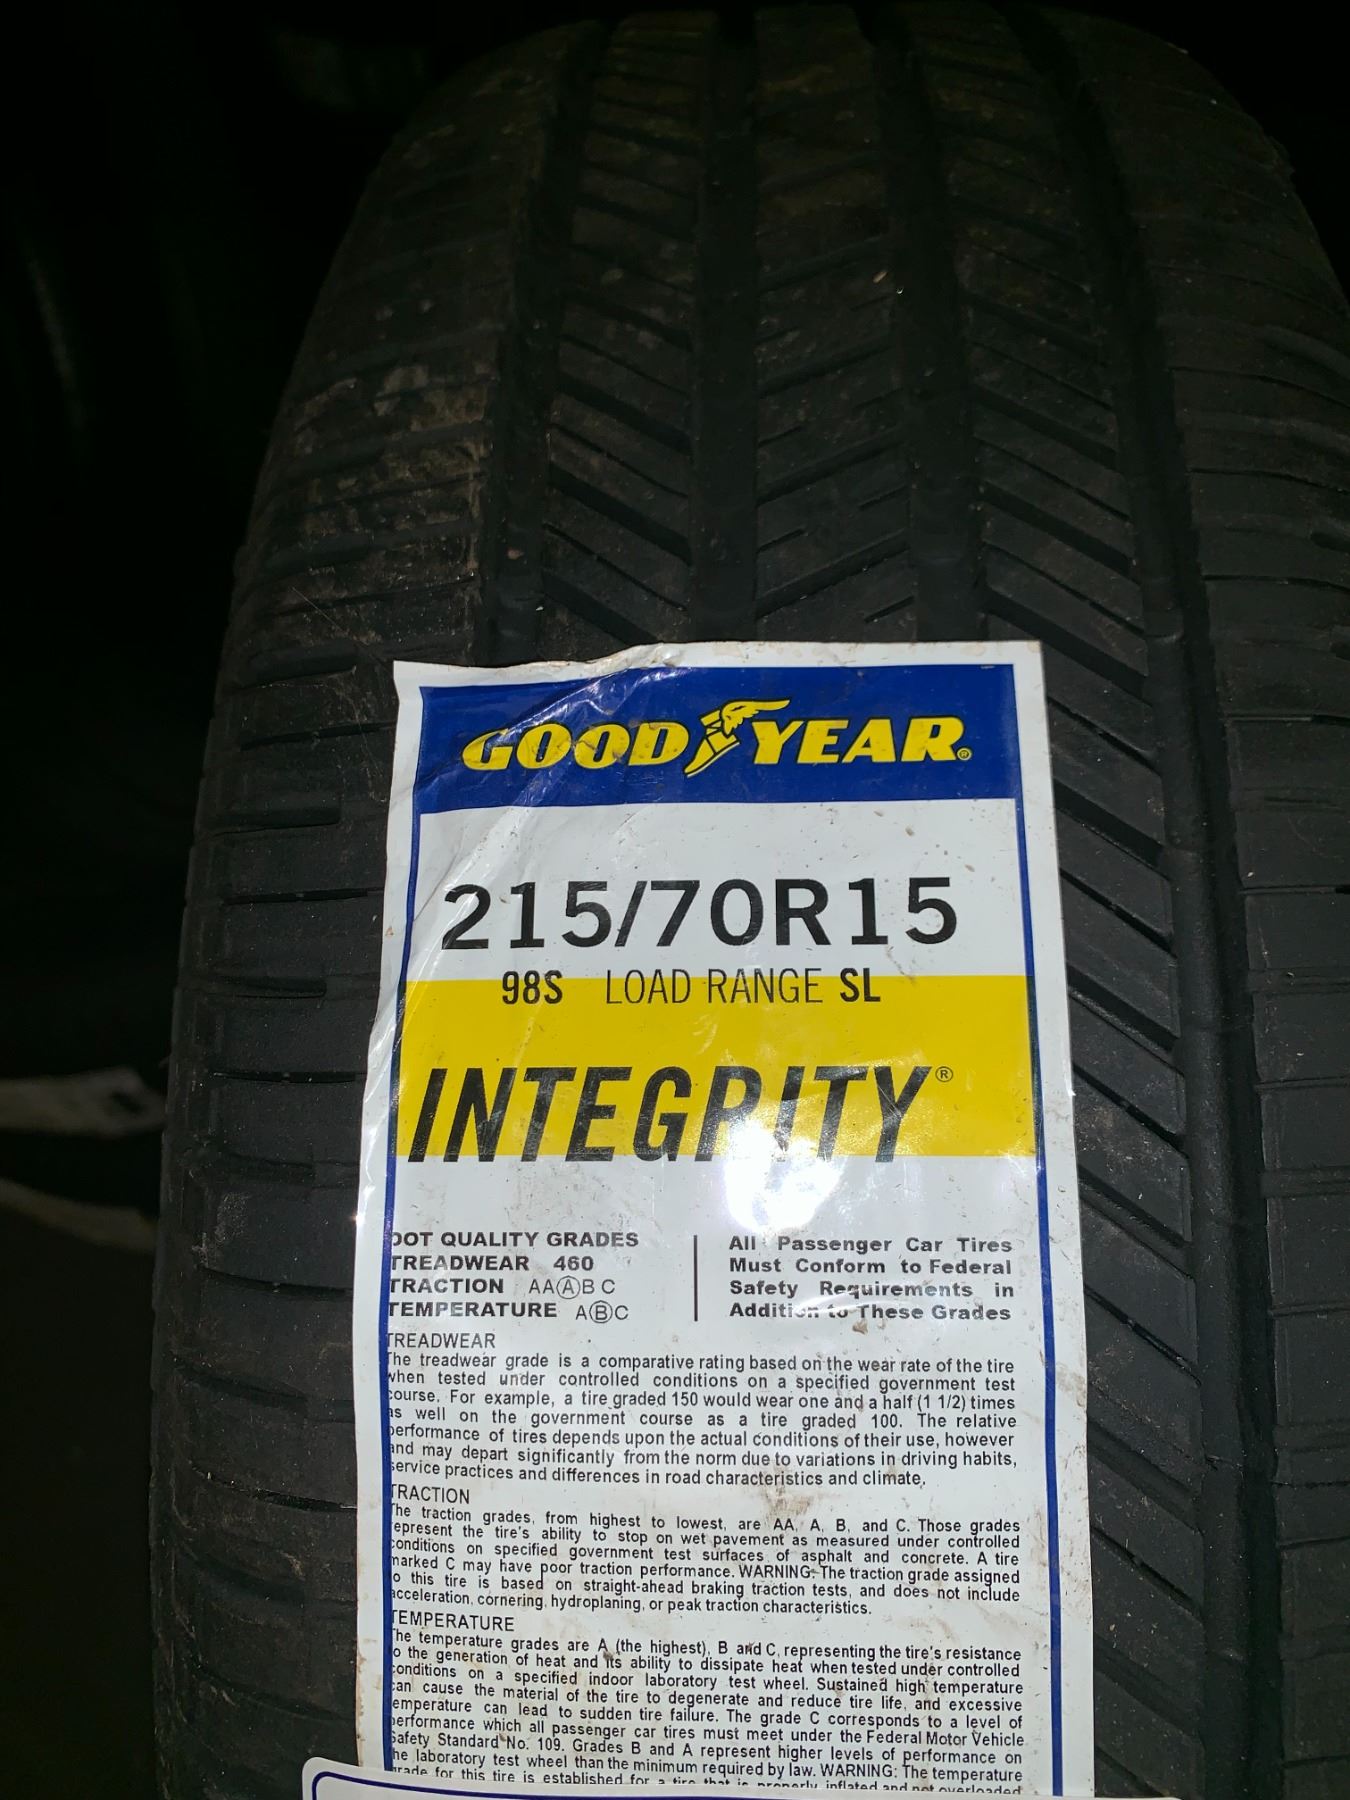 GOODYEAR®
215/70R15
98S LOAD RANGE SL
INTEGRITY®
DOT QUALITY GRADES
TREADWEAR 460
TRACTION AA A B C
TEMPERATURE A B C
All Passenger Car Tires
Must Conform to Federal
Safety Requirements in
Addition to These Grades
TREADWEAR
The treadwear grade is a comparative rating based on the wear rate of the tire
when tested under controlled conditions on a specified government test
course. For example, a tire graded 150 would wear one and a half (1 1/2) times
as well on the government course as a tire graded 100. The relative
performance of tires depends upon the actual conditions of their use, however
and may depart significantly from the norm due to variations in driving habits,
service practices and differences in road characteristics and climate.
TRACTION
The traction grades, from highest to lowest, are AA, A, B, and C. Those grades
represent the tire's ability to stop on wet pavement as measured under controlled
conditions on specified government test surfaces of asphalt and concrete. A tire
marked C may have poor traction performance. WARNING: The traction grade assigned
to this tire is based on straight-ahead braking traction tests, and does not include
acceleration, cornering, hydroplaning, or peak traction characteristics.
TEMPERATURE
The temperature grades are A (the highest), B and C, representing the tire's resistance
to the generation of heat and its ability to dissipate heat when tested under controlled
conditions on a specified indoor laboratory test wheel. Sustained high temperature
can cause the material of the tire to degenerate and reduce tire life, and excessive
temperature can lead to sudden tire failure. The grade C corresponds to a level of
performance which all passenger car tires must meet under the Federal Motor Vehicle
Safety Standard No. 109. Grades B and A represent higher levels of performance on
the laboratory test wheel than the minimum required by law. WARNING: The temperature
grade for this tire is established for a tire that is properly inflated and not overloaded